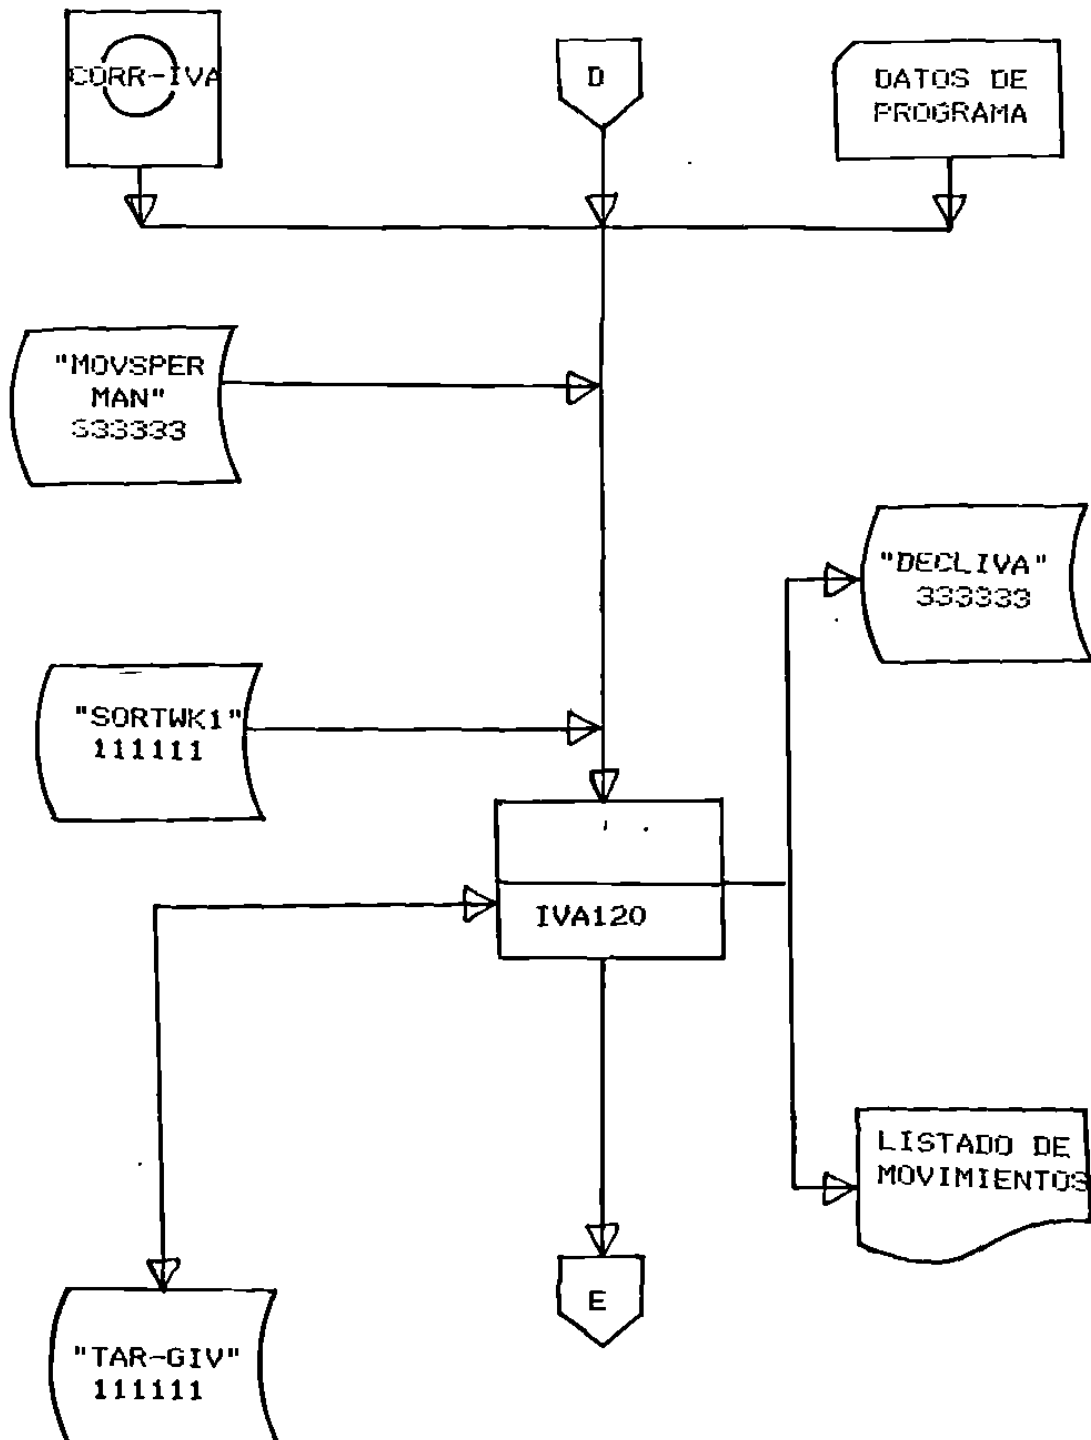 CORR-IVA
D
DATOS DE
PROGRAMA
"MOVSPER
MAN"
333333
"DECLIVA"
333333
"SORTWK1"
111111
IVA120
LISTADO DE
MOVIMIENTOS
E
"TAR-GIV"
111111